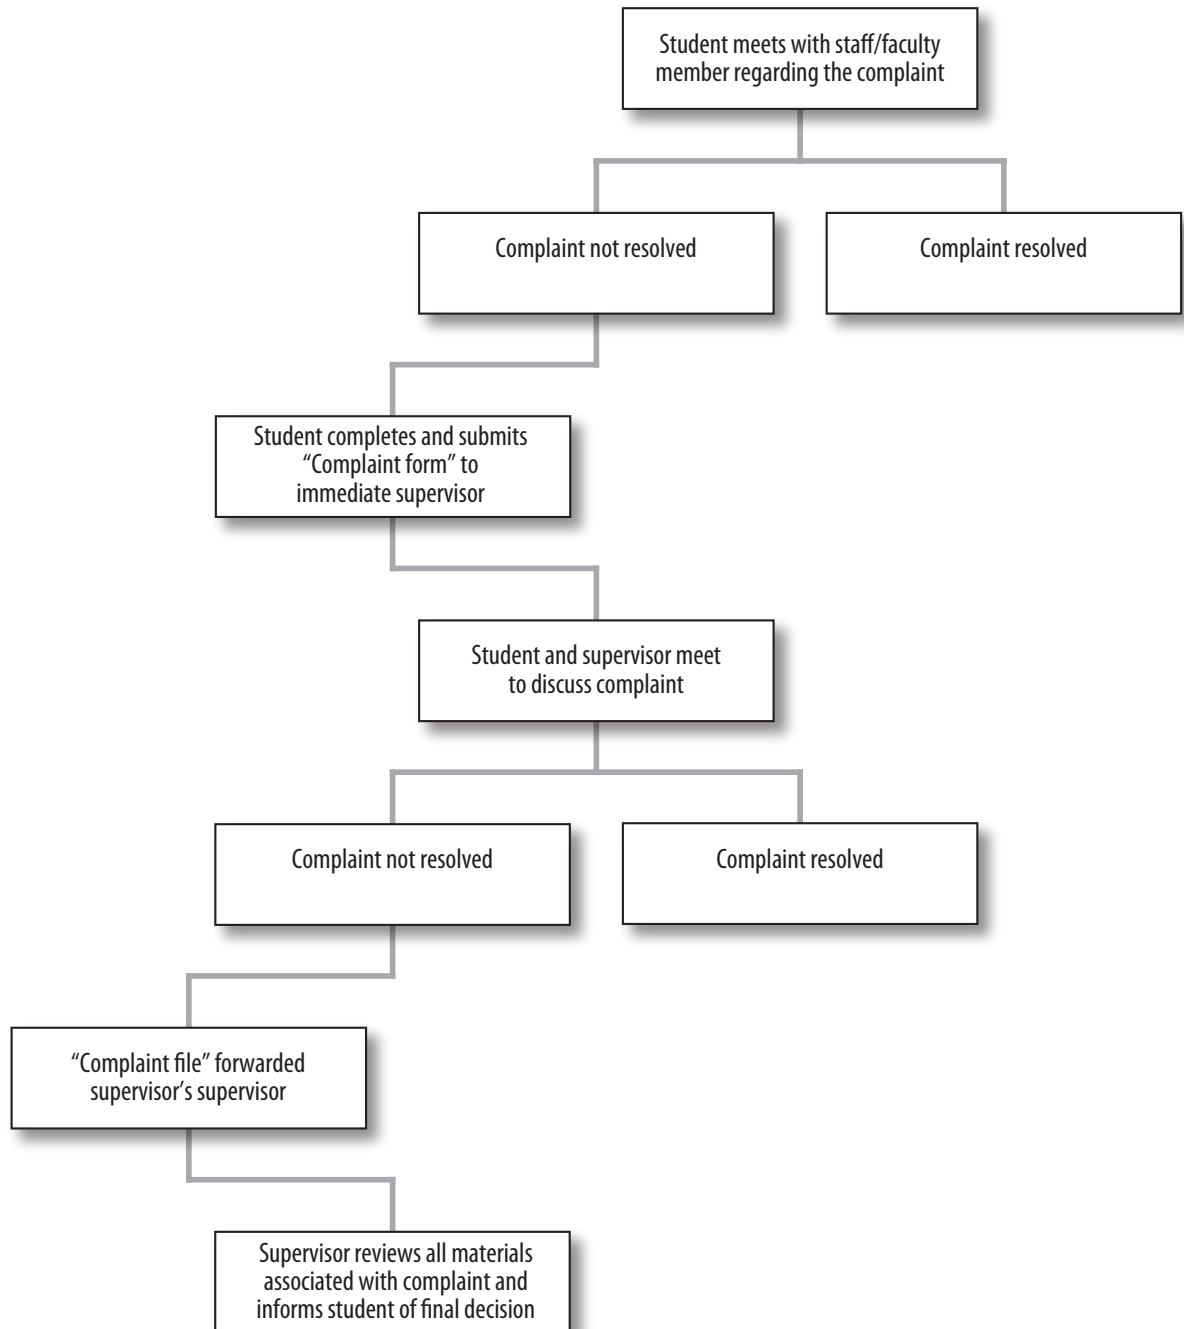 Student meets with staff/faculty
member regarding the complaint
Complaint not resolved
Complaint resolved
Student completes and submits
“Complaint form” to
immediate supervisor
Student and supervisor meet
to discuss complaint
Complaint not resolved
Complaint resolved
“Complaint file” forwarded
supervisor’s supervisor
Supervisor reviews all materials
associated with complaint and
informs student of final decision